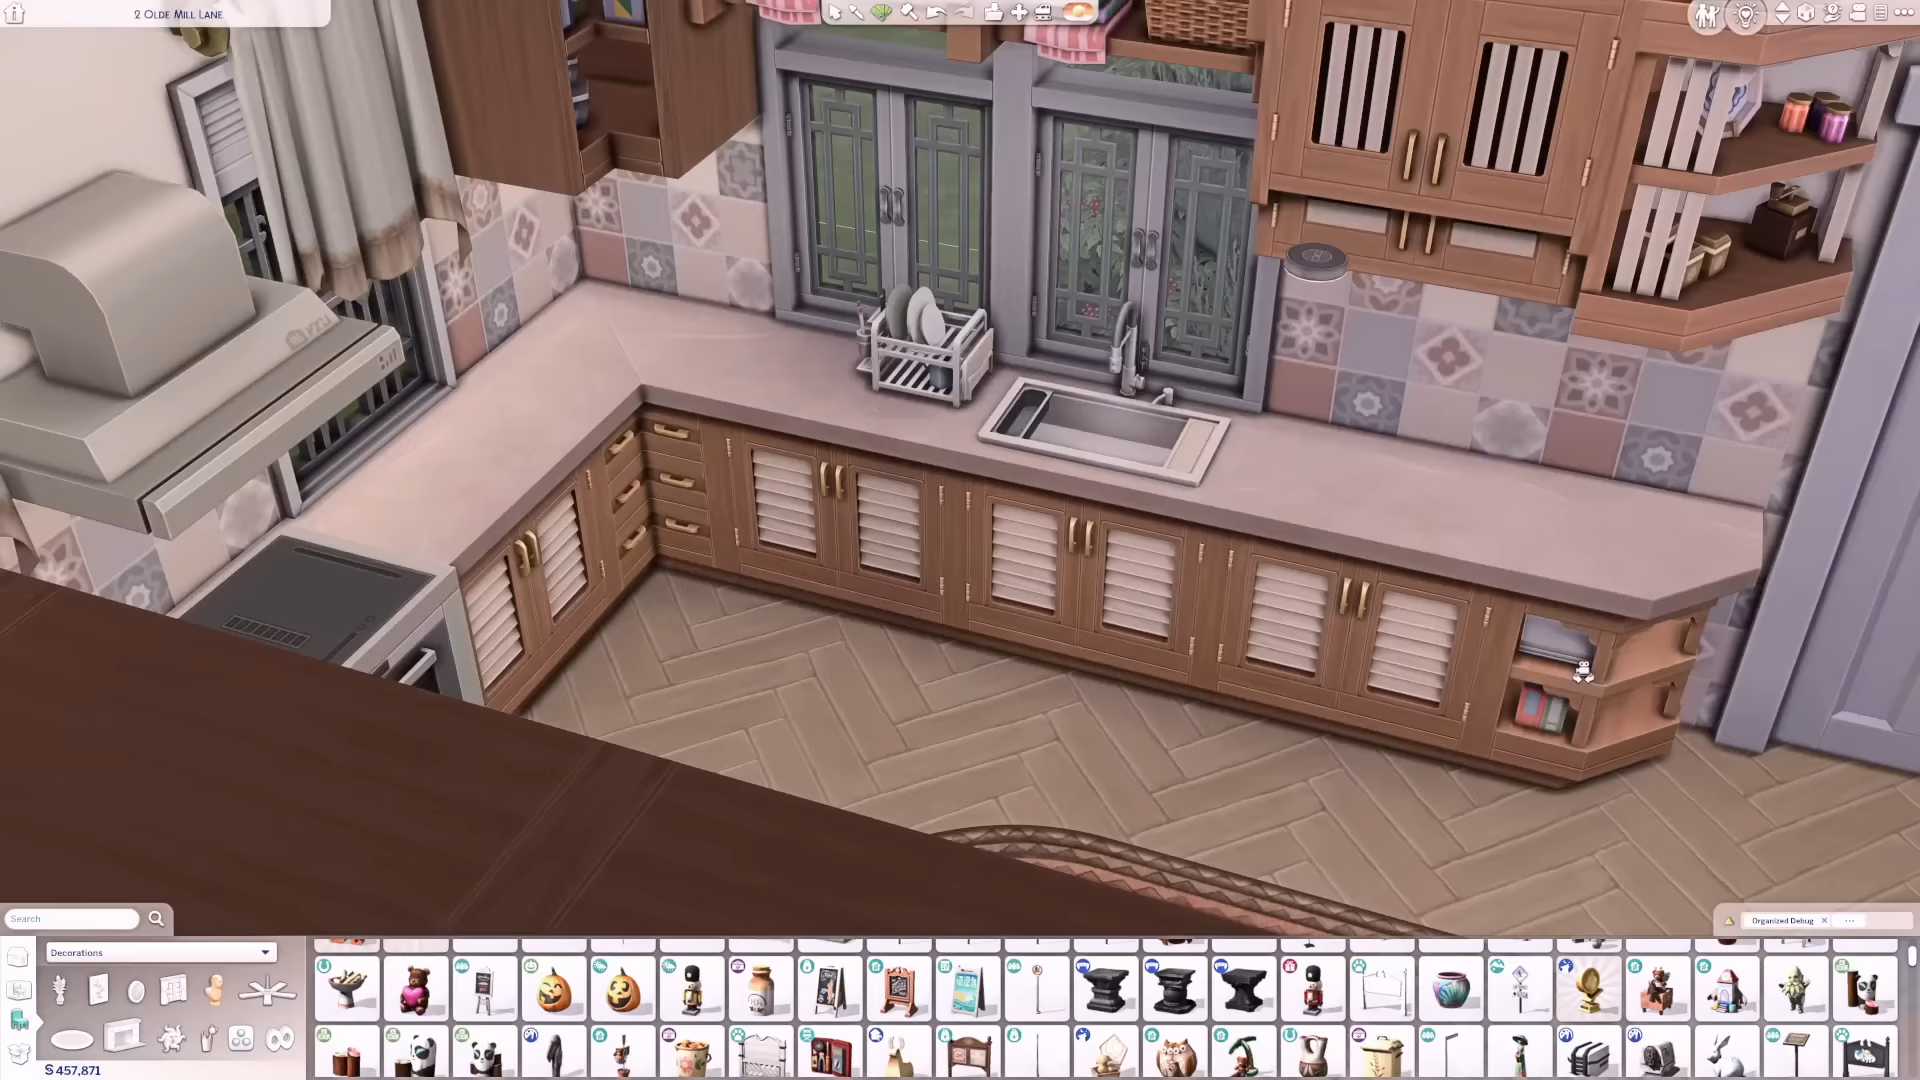 2 OLDE MILL LANE
Search
Organized Debug
Decorations
§457,871